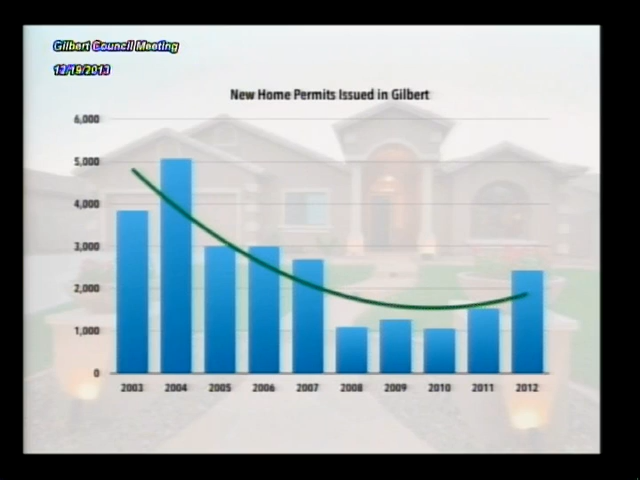 Gilbert Council Meeting
12/19/2013
New Home Permits Issued in Gilbert
6,000
5,000
4,000
3,000
2,000
1,000
0
2003 2004 2005 2006 2007 2008 2009 2010 2011 2012